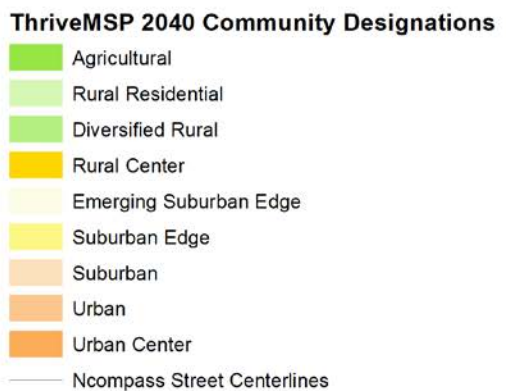 ThriveMSP 2040 Community Designations
Agricultural
Rural Residential
Diversified Rural
Rural Center
Emerging Suburban Edge
Suburban Edge
Suburban
Urban
Urban Center
Ncompass Street Centerlines